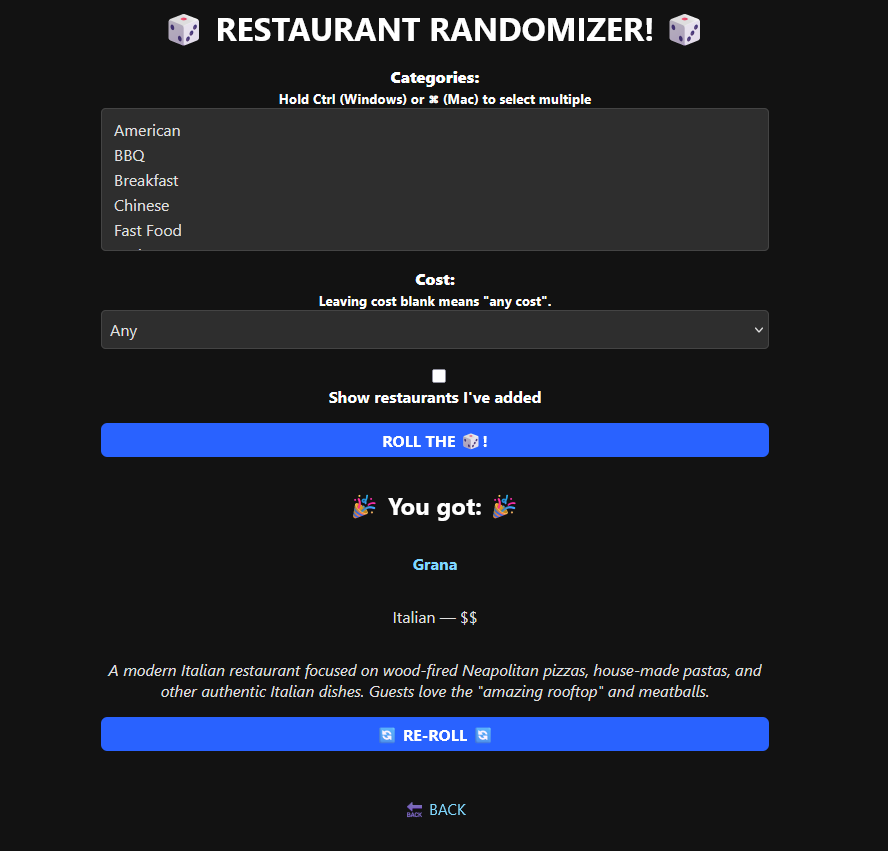 🎲 RESTAURANT RANDOMIZER! 🎲
Categories:
Hold Ctrl (Windows) or ⌘ (Mac) to select multiple
American
BBQ
Breakfast
Chinese
Fast Food
Cost:
Leaving cost blank means "any cost".
Any
Show restaurants I've added
ROLL THE 🎲!
🎉 You got: 🎉
Grana
Italian — $$
A modern Italian restaurant focused on wood-fired Neapolitan pizzas, house-made pastas, and
other authentic Italian dishes. Guests love the "amazing rooftop" and meatballs.
🔄 RE-ROLL 🔄
🔙 BACK